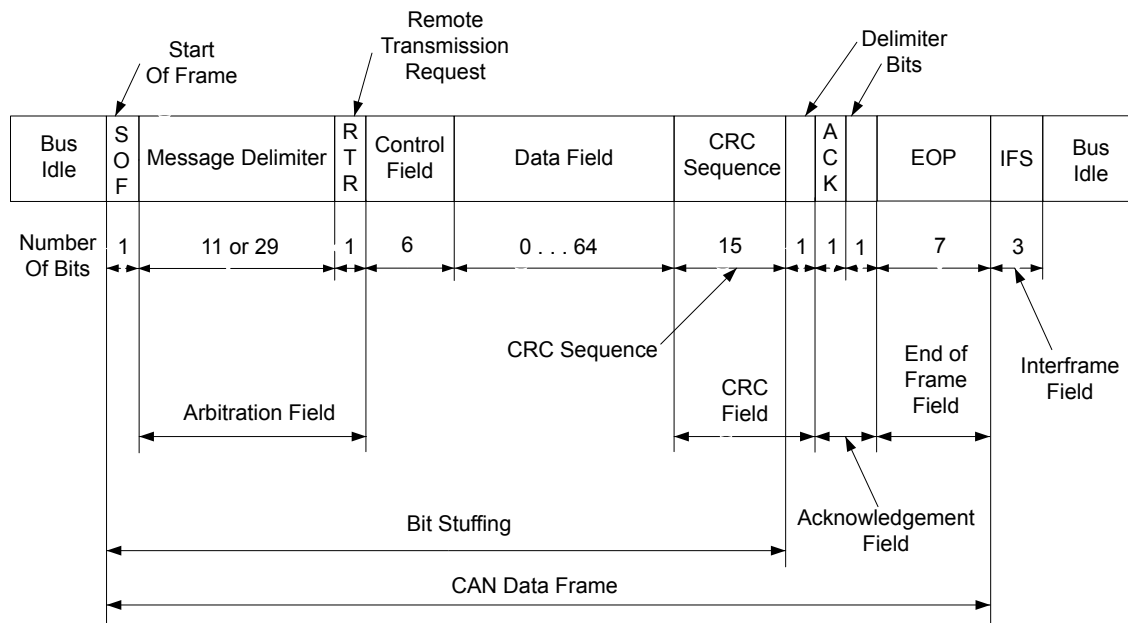 Start
Of Frame
Remote
Transmission
Request
Delimiter
Bits
Bus
Idle
SOF
Message Delimiter
RTR
Control
Field
Data Field
CRC
Sequence
ACK
EOP
IFS
Bus
Idle
Number
Of Bits
1
11 or 29
1
6
0 . . . 64
15
1
1
1
7
3
CRC Sequence
End of
Frame
Field
Interframe
Field
Arbitration Field
CRC
Field
Acknowledgement
Field
Bit Stuffing
CAN Data Frame